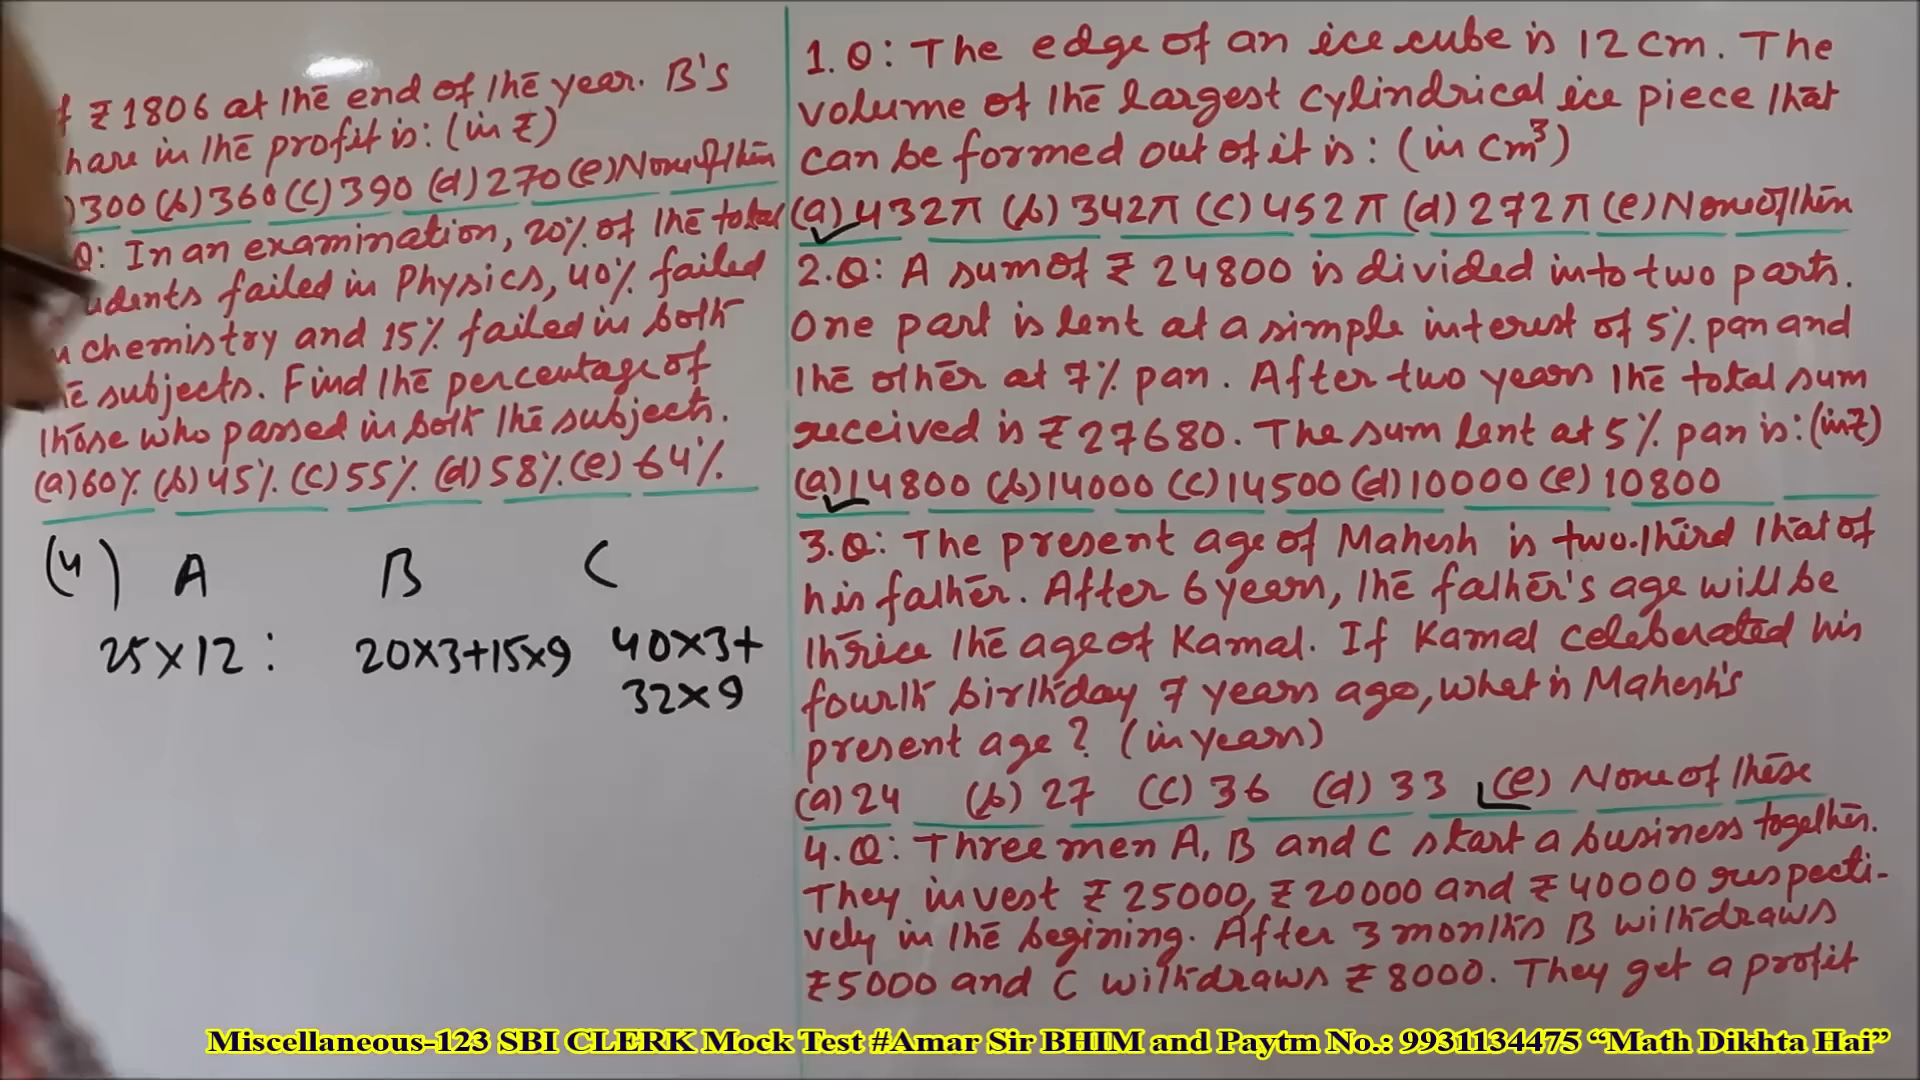 1.Q: The edge of an ice cube is 12 cm. The
volume of the largest cylindrical ice piece that
can be formed out of it is: (in cm³)
(a) 432π (b) 342π (c) 452π (d) 272π (e) None of them
2.Q: A sum of ₹ 24800 is divided into two parts.
One part is lent at a simple interest of 5% pan and
the other at 7% pan. After two years the total sum
received is ₹27680. The sum lent at 5% pan is: (in ₹)
(a) 14800 (b) 14000 (c) 14500 (d) 10000 (e) 10800
3.Q: The present age of Mahesh is two-third that of
his father. After 6 years, the father's age will be
thrice the age of Kamal. If Kamal celeberated his
fourth birthday 7 years ago, what is Mahesh's
present age? (in years)
(a) 24 (b) 27 (c) 36 (d) 33 (e) None of these
4.Q: Three men A, B and C start a business together.
They invest ₹ 25000, ₹20000 and ₹ 40000 respecti-
vely in the begining. After 3 months B withdraws
₹5000 and C withdraws ₹ 8000. They get a profit
₹1806 at the end of the year. B's
in the profit is: (in ₹)
300 (b) 360 (c) 390 (d) 270 (e) None of them
Q: In an examination, 20% of the total
failed in Physics, 40% failed
chemistry and 15% failed in both
subjects. Find the percentage of
those who passed in both the subjects.
(a) 60% (b) 45% (c) 55% (d) 58% (e) 64%
(4) A B C
25×12 : 20×3+15×9 40×3+
32×9
Miscellaneous-123 SBI CLERK Mock Test #Amar Sir BHIM and Paytm No.: 9931134475 “Math Dikhta Hai”